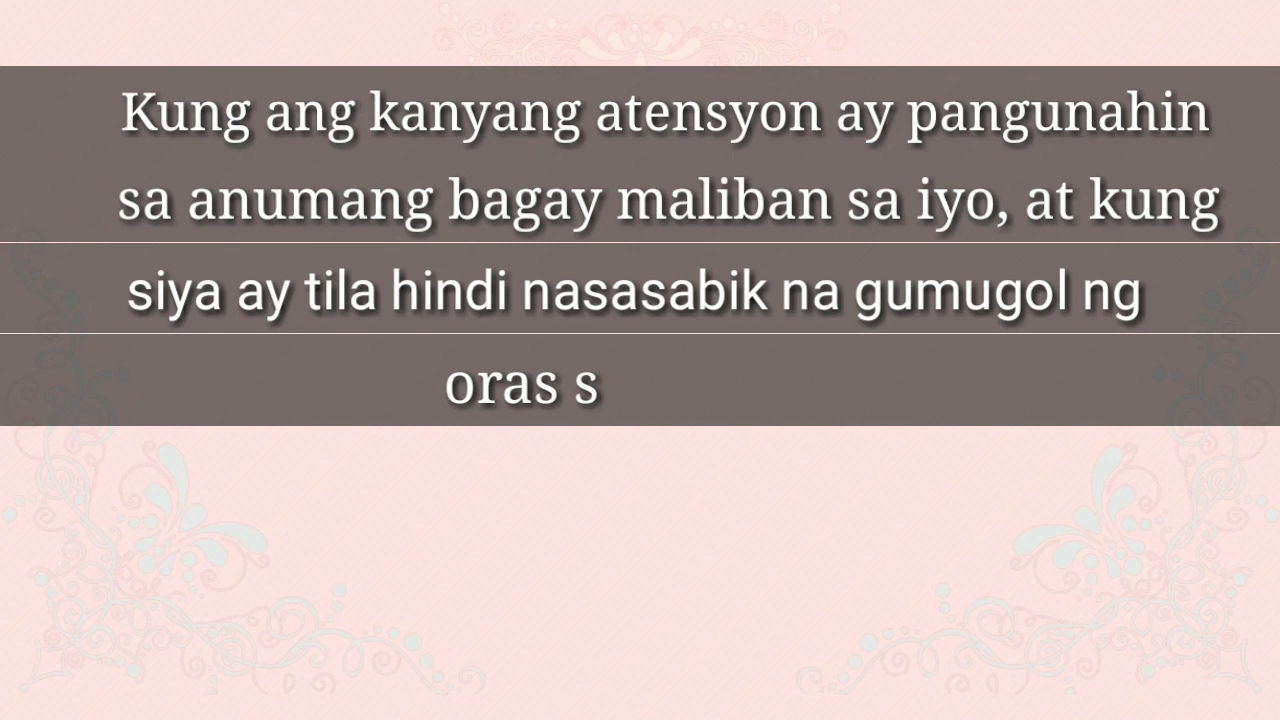 Kung ang kanyang atensyon ay pangunahin
sa anumang bagay maliban sa iyo, at kung
siya ay tila hindi nasasabik na gumugol ng
oras s